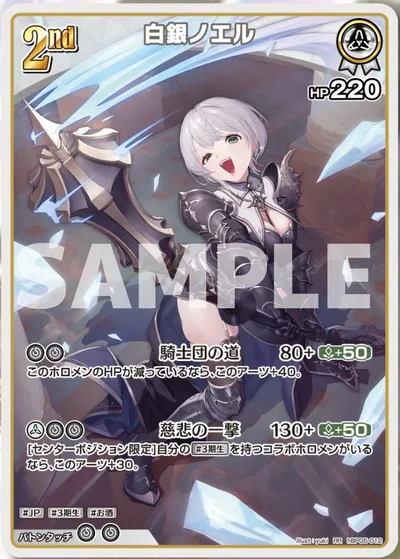 2nd
白銀ノエル
HP220
SAMPLE
騎士団の道 80+ +50
このホロメンのHPが減っているなら、このアーツ+40。
慈悲の一撃 130+ +50
[センターポジション限定]自分の #3期生 を持つコラボホロメンがいる
なら、このアーツ+30。
#JP #3期生 #お酒
バトンタッチ
Illust:yuki RR hBP05-012